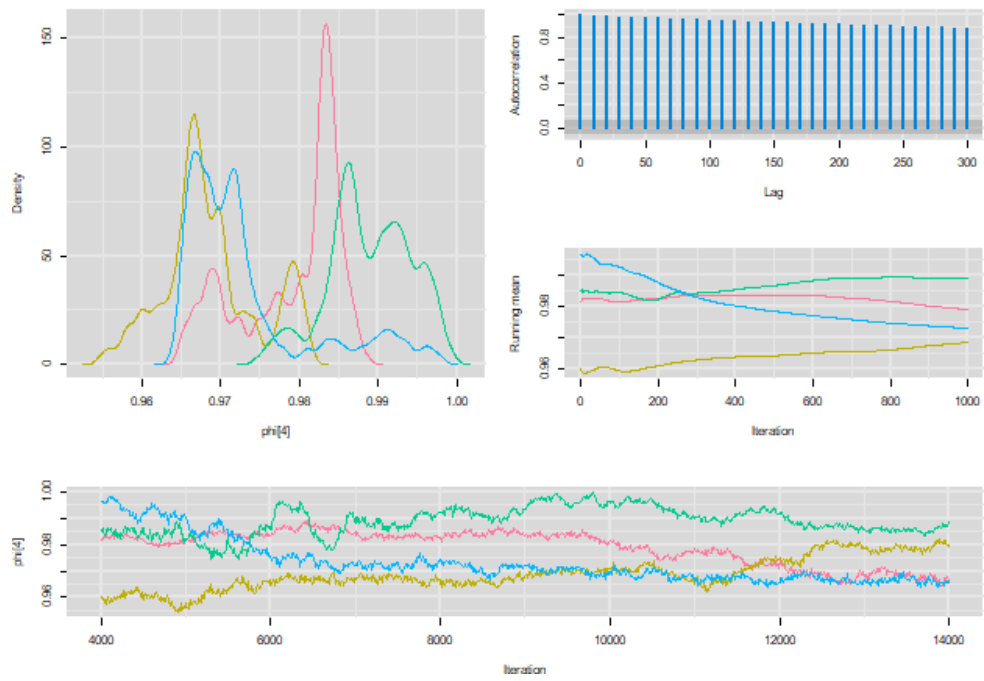 Density
150
100
50
0
0.96 0.97 0.98 0.99 1.00
phi[4]
Autocorrelation
0.8
0.4
0.0
0 50 100 150 200 250 300
Lag
Running mean
0.98
0.96
0 200 400 600 800 1000
Iteration
phi[4]
1.00
0.98
0.96
4000 6000 8000 10000 12000 14000
Iteration